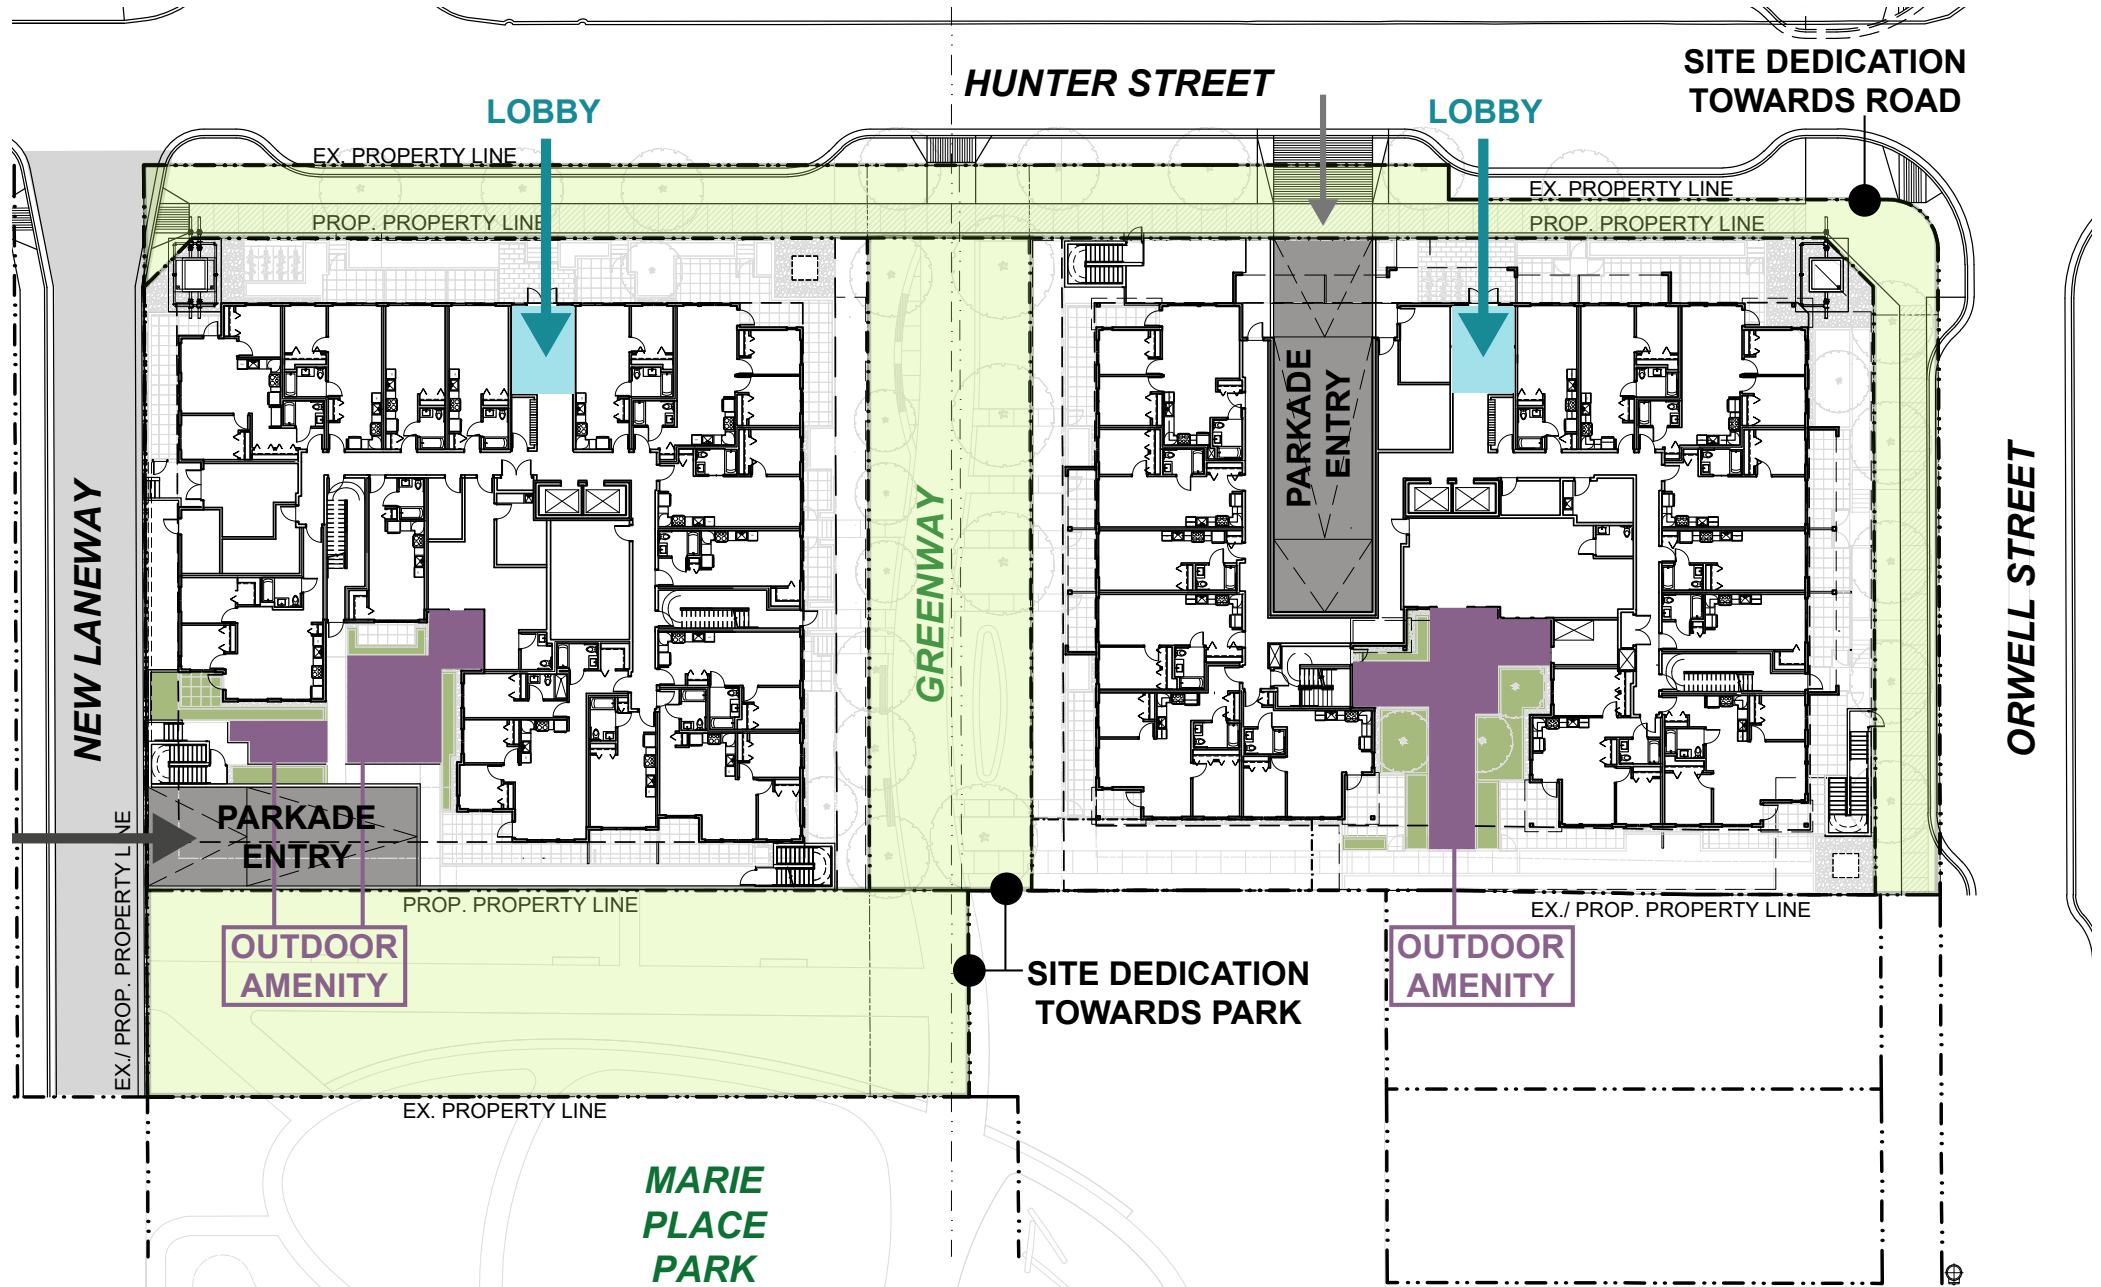 SITE DEDICATION
TOWARDS ROAD
HUNTER STREET
LOBBY
LOBBY
EX. PROPERTY LINE
EX. PROPERTY LINE
PROP. PROPERTY LINE
PROP. PROPERTY LINE
PARKADE
ENTRY
NEW LANEWAY
GREENWAY
ORWELL STREET
PARKADE
ENTRY
EX./ PROP. PROPERTY LINE
PROP. PROPERTY LINE
EX./ PROP. PROPERTY LINE
OUTDOOR
AMENITY
OUTDOOR
AMENITY
SITE DEDICATION
TOWARDS PARK
EX. PROPERTY LINE
MARIE
PLACE
PARK